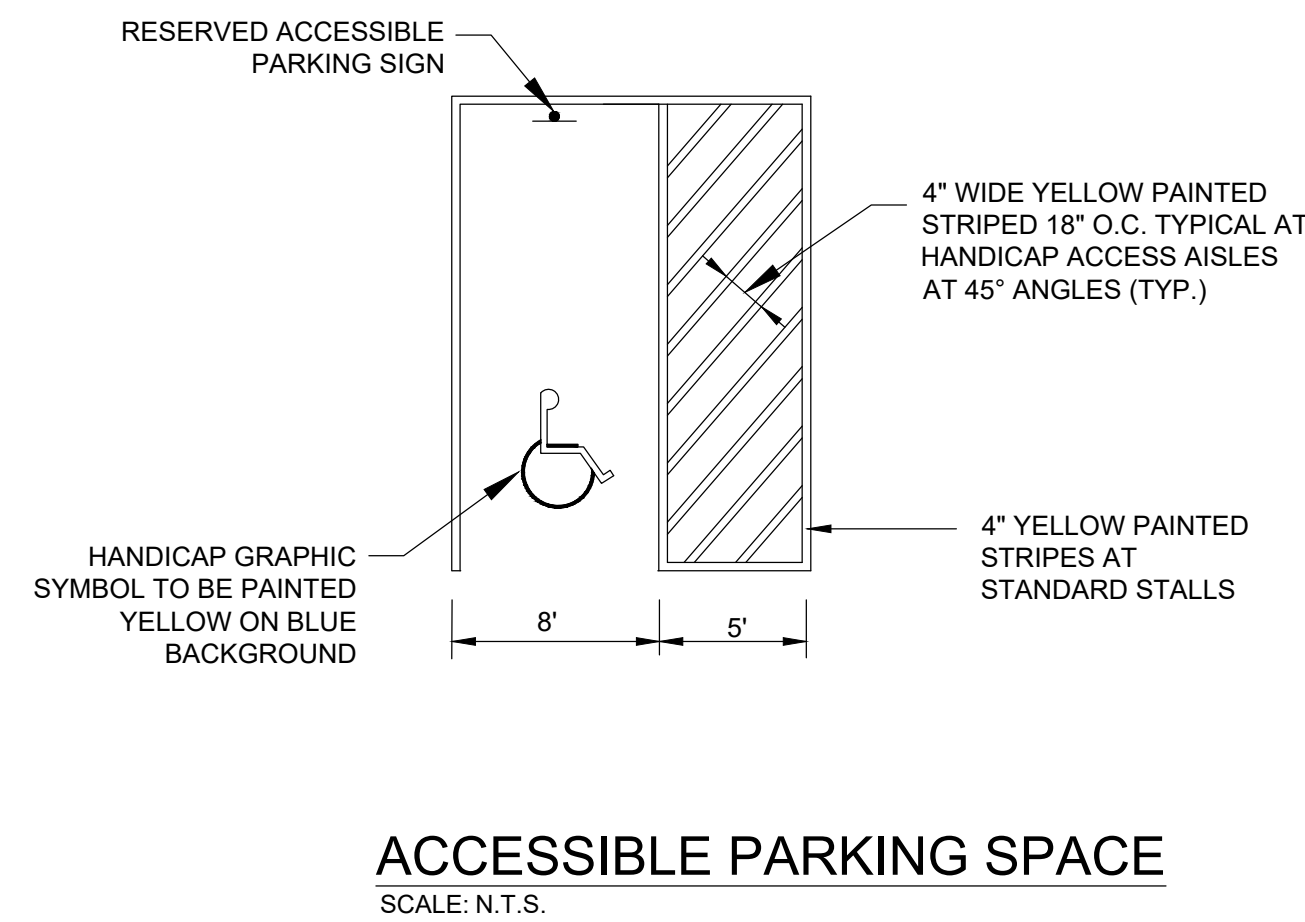 RESERVED ACCESSIBLE
PARKING SIGN
4" WIDE YELLOW PAINTED
STRIPED 18" O.C. TYPICAL AT
HANDICAP ACCESS AISLES
AT 45° ANGLES (TYP.)
HANDICAP GRAPHIC
SYMBOL TO BE PAINTED
YELLOW ON BLUE
BACKGROUND
4" YELLOW PAINTED
STRIPES AT
STANDARD STALLS
8'
5'
ACCESSIBLE PARKING SPACE
SCALE: N.T.S.